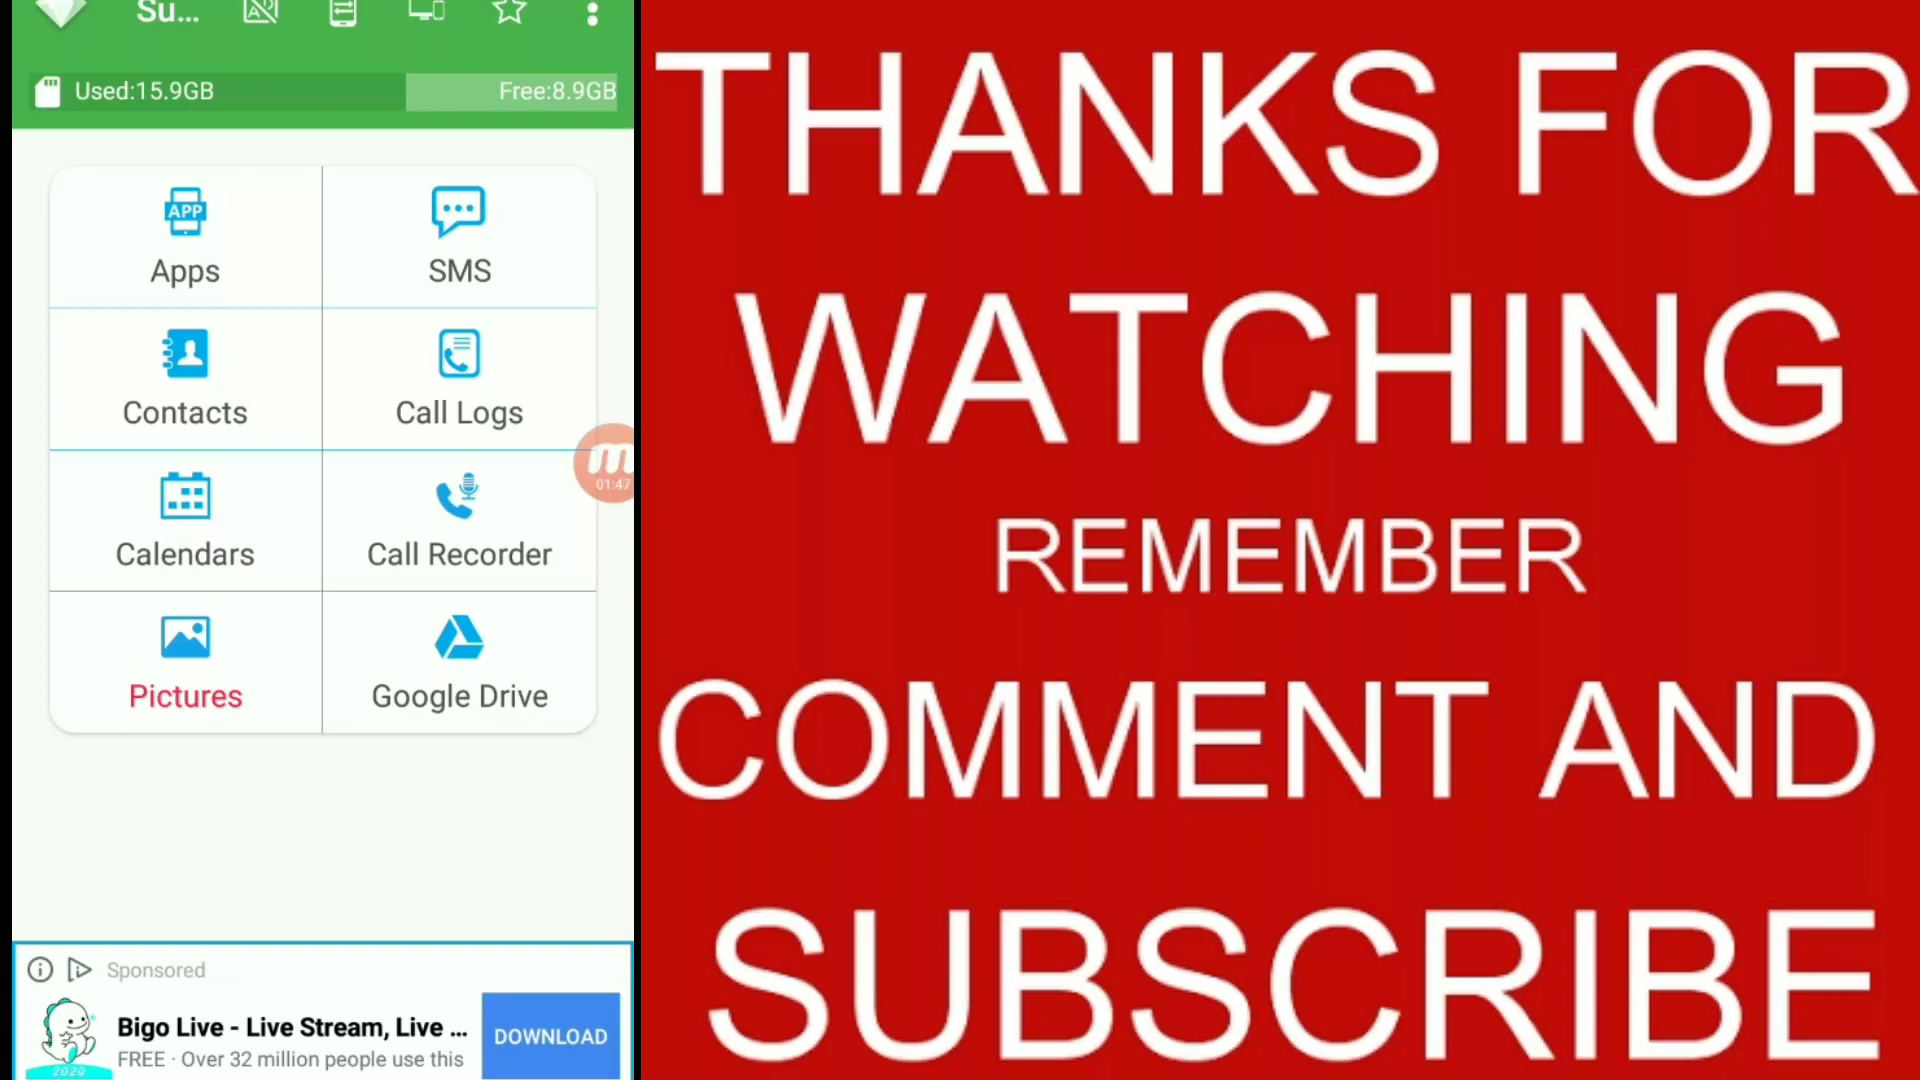 Su...
Used:15.9GB
Free:8.9GB
APP
Apps
SMS
Contacts
Call Logs
01:47
Calendars
Call Recorder
Pictures
Google Drive
Sponsored
Bigo Live - Live Stream, Live ...
FREE · Over 32 million people use this
DOWNLOAD
2020
THANKS FOR
WATCHING
REMEMBER
COMMENT AND
SUBSCRIBE